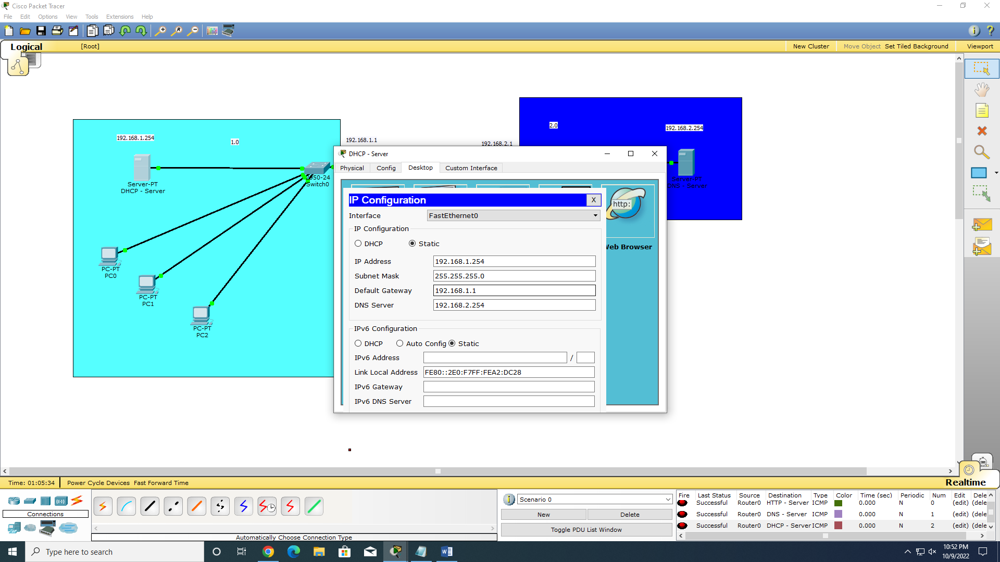 Cisco Packet Tracer
File Edit Options View Tools Extensions Help
Logical [Root] New Cluster Move Object Set Tiled Background Viewport
192.168.1.254
1.0
192.168.1.1
192.168.2.1
2.0
192.168.2.254
Server-PT
DHCP - Server
2950-24
Switch0
Server-PT
DNS - Server
PC-PT
PC0
PC-PT
PC1
PC-PT
PC2
DHCP - Server
Physical Config Desktop Custom Interface
http:
Web Browser
IP Configuration X
Interface FastEthernet0
IP Configuration
DHCP Static
IP Address 192.168.1.254
Subnet Mask 255.255.255.0
Default Gateway 192.168.1.1
DNS Server 192.168.2.254
IPv6 Configuration
DHCP Auto Config Static
IPv6 Address /
Link Local Address FE80::2E0:F7FF:FEA2:DC28
IPv6 Gateway
IPv6 DNS Server
Time: 01:05:34 Power Cycle Devices Fast Forward Time Realtime
Connections
Automatically Choose Connection Type
Scenario 0
New Delete
Toggle PDU List Window
Fire Last Status Source Destination Type Color Time (sec) Periodic Num Edit Dele
Successful Router0 HTTP - Server ICMP 0.000 N 0 (edit) (dele
Successful Router0 DNS - Server ICMP 0.000 N 1 (edit) (dele
Successful Router0 DHCP - Server ICMP 0.000 N 2 (edit) (dele
Type here to search
10:52 PM
10/9/2022